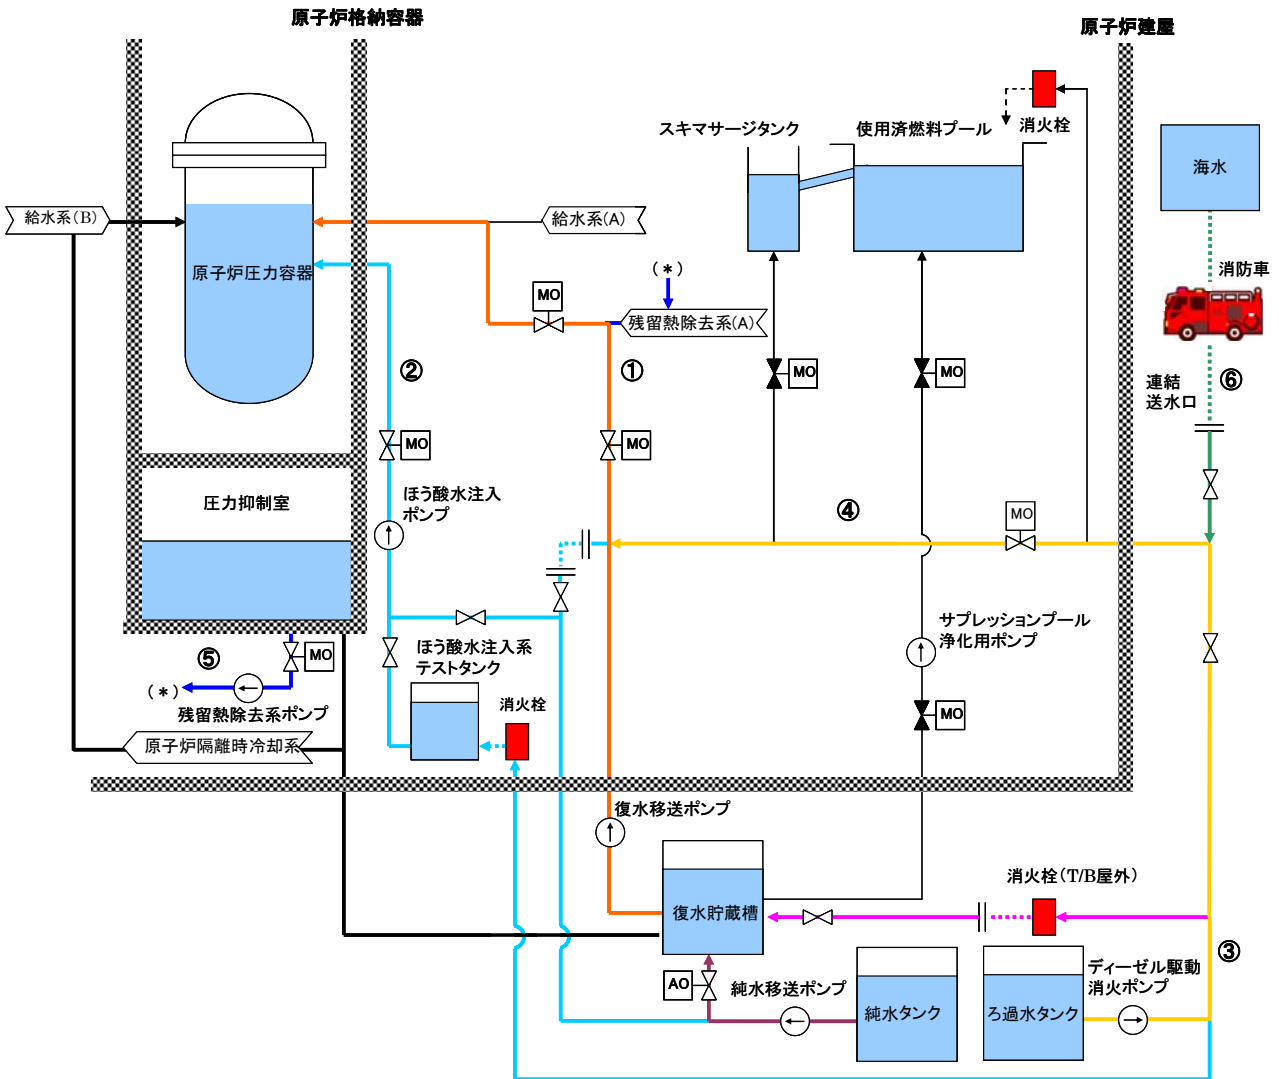 原子炉格納容器
原子炉建屋
消火栓
スキマサージタンク
使用済燃料プール
海水
給水系(B)
給水系(A)
原子炉圧力容器
(*)
消防車
MO
残留熱除去系(A)
②
①
MO
MO
連結
送水口
⑥
MO
MO
圧力抑制室
ほう酸水注入
ポンプ
④
MO
サプレッションプール
浄化用ポンプ
⑤
MO
ほう酸水注入系
テストタンク
(*)
残留熱除去系ポンプ
消火栓
MO
原子炉隔離時冷却系
復水移送ポンプ
消火栓(T/B屋外)
復水貯蔵槽
③
AO
純水移送ポンプ
純水タンク
ろ過水タンク
ディーゼル駆動
消火ポンプ